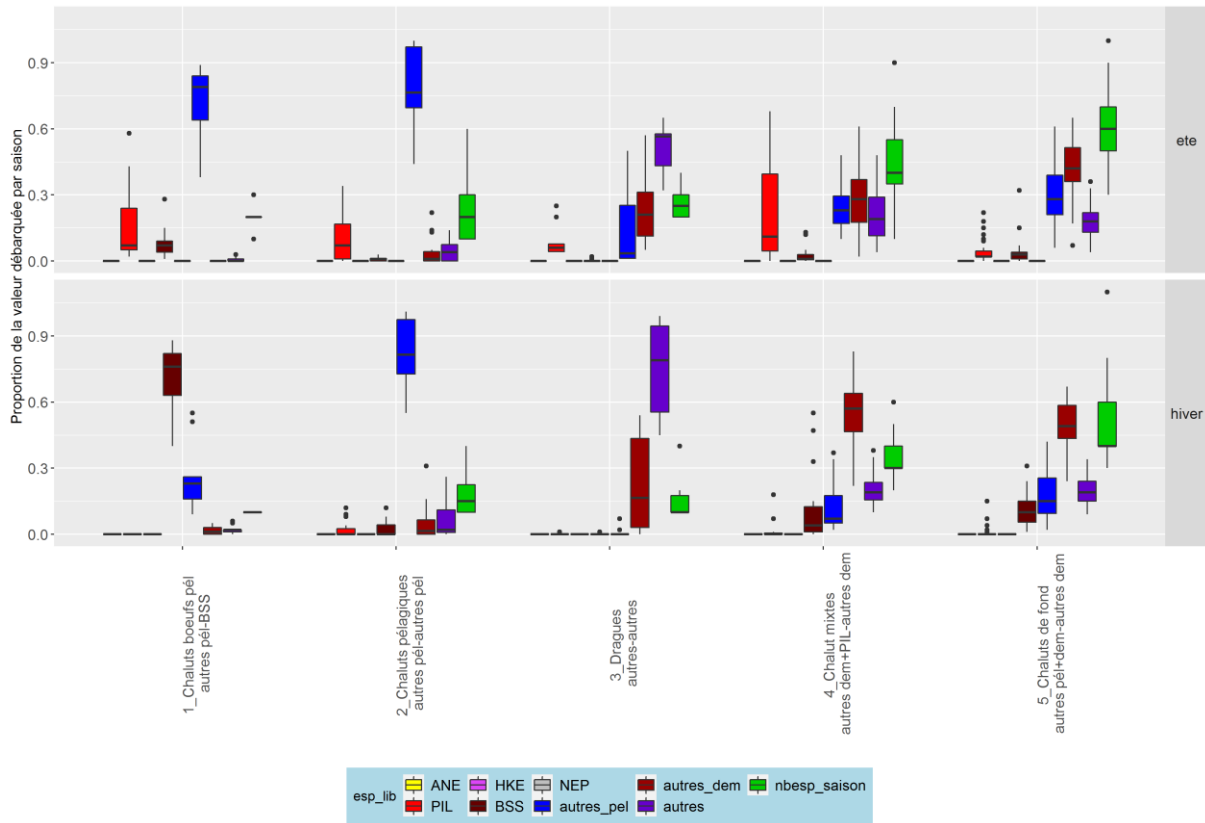 Proportion de la valeur débarquée par saison
0.9
0.6
0.3
0.0
ete
0.9
0.6
0.3
0.0
hiver
1_Chaluts boeufs pél
autres pél-BSS
2_Chaluts pélagiques
autres pél-autres pél
3_Dragues
autres-autres
4_Chalut mixtes
autres dem+PIL-autres dem
5_Chaluts de fond
autres pél+dem-autres dem
esp_lib
ANE
HKE
NEP
autres_dem
nbesp_saison
PIL
BSS
autres_pel
autres